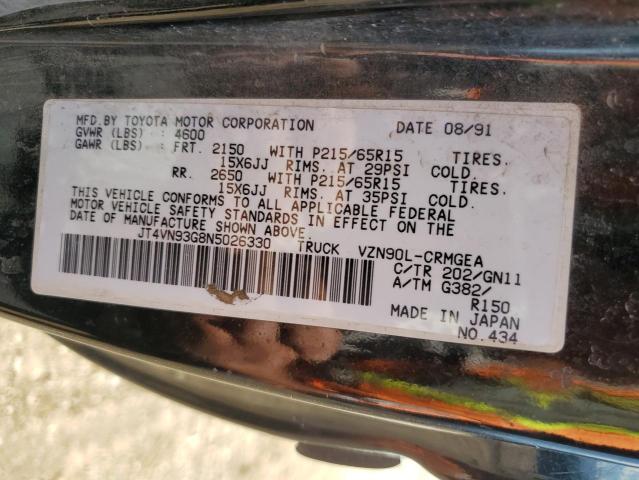 MFD.BY TOYOTA MOTOR CORPORATION DATE 08/91
GVWR (LBS) : 4600
GAWR (LBS) : FRT. 2150 WITH P215/65R15 TIRES.
15X6JJ RIMS. AT 29PSI COLD.
RR. 2650 WITH P215/65R15 TIRES.
15X6JJ RIMS. AT 35PSI COLD.
THIS VEHICLE CONFORMS TO ALL APPLICABLE FEDERAL
MOTOR VEHICLE SAFETY STANDARDS IN EFFECT ON THE
DATE OF MANUFACTURE SHOWN ABOVE.
JT4VN93G8N5026330 TRUCK VZN90L-CRMGEA
C/TR 202/GN11
A/TM G382/
R150
MADE IN JAPAN
NO.434